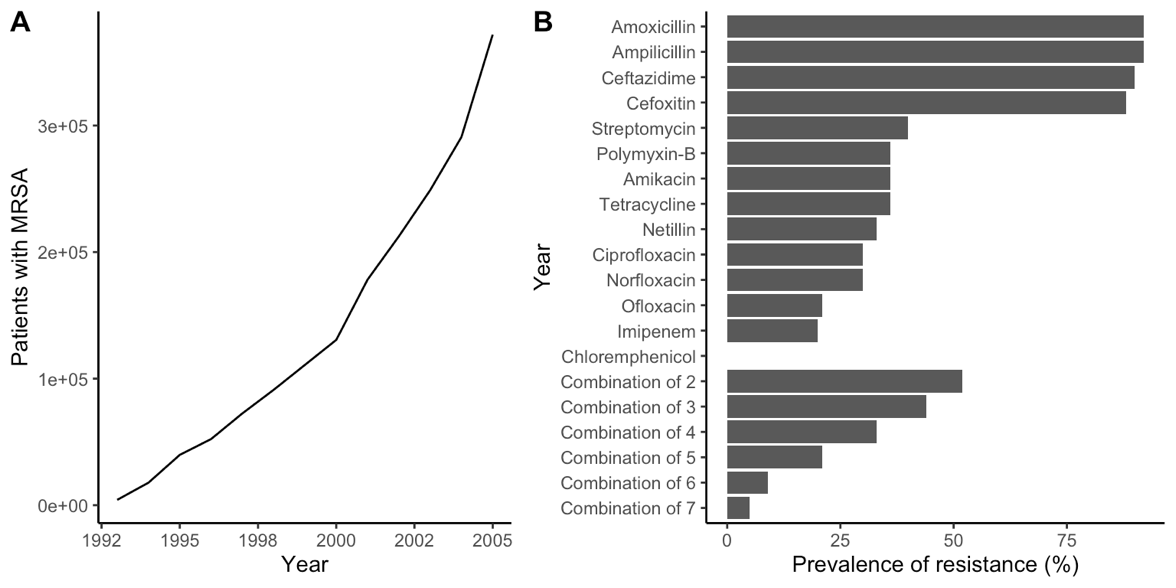 A
Patients with MRSA
3e+05
2e+05
1e+05
0e+00
1992 1995 1998 2000 2002 2005
Year
B
Year
Amoxicillin
Ampilicillin
Ceftazidime
Cefoxitin
Streptomycin
Polymyxin-B
Amikacin
Tetracycline
Netillin
Ciprofloxacin
Norfloxacin
Ofloxacin
Imipenem
Chloremphenicol
Combination of 2
Combination of 3
Combination of 4
Combination of 5
Combination of 6
Combination of 7
0 25 50 75
Prevalence of resistance (%)